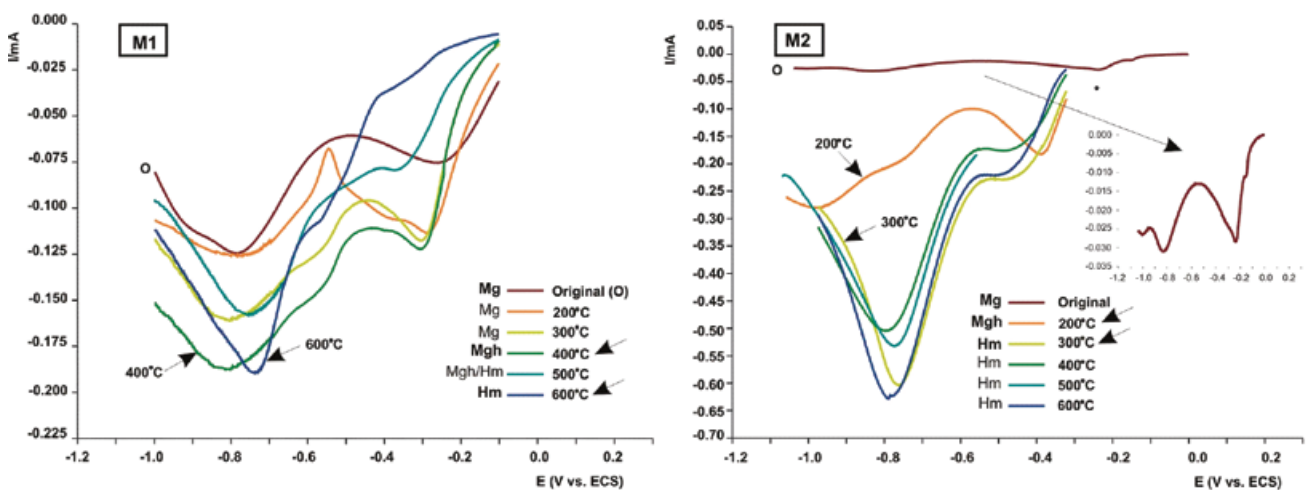 M1
I/mA
0.000
-0.025
-0.050
-0.075
-0.100
-0.125
-0.150
-0.175
-0.200
-0.225
O
400°C
600°C
Mg Original (O)
Mg 200°C
Mg 300°C
Mgh 400°C
Mgh/Hm 500°C
Hm 600°C
-1.2 -1.0 -0.8 -0.6 -0.4 -0.2 0.0
E (V vs. ECS)
M2
I/mA
0.05
0.00
-0.05
-0.10
-0.15
-0.20
-0.25
-0.30
-0.35
-0.40
-0.45
-0.50
-0.55
-0.60
-0.65
-0.70
O
*
200°C
300°C
0.000
-0.005
-0.010
-0.015
-0.020
-0.025
-0.030
-0.035
-1.2 -1.0 -0.8 -0.6 -0.4 -0.2 0.0
Mg Original
Mgh 200°C
Hm 300°C
Hm 400°C
Hm 500°C
Hm 600°C
-1.2 -1.0 -0.8 -0.6 -0.4 -0.2 0.0
E (V vs. ECS)